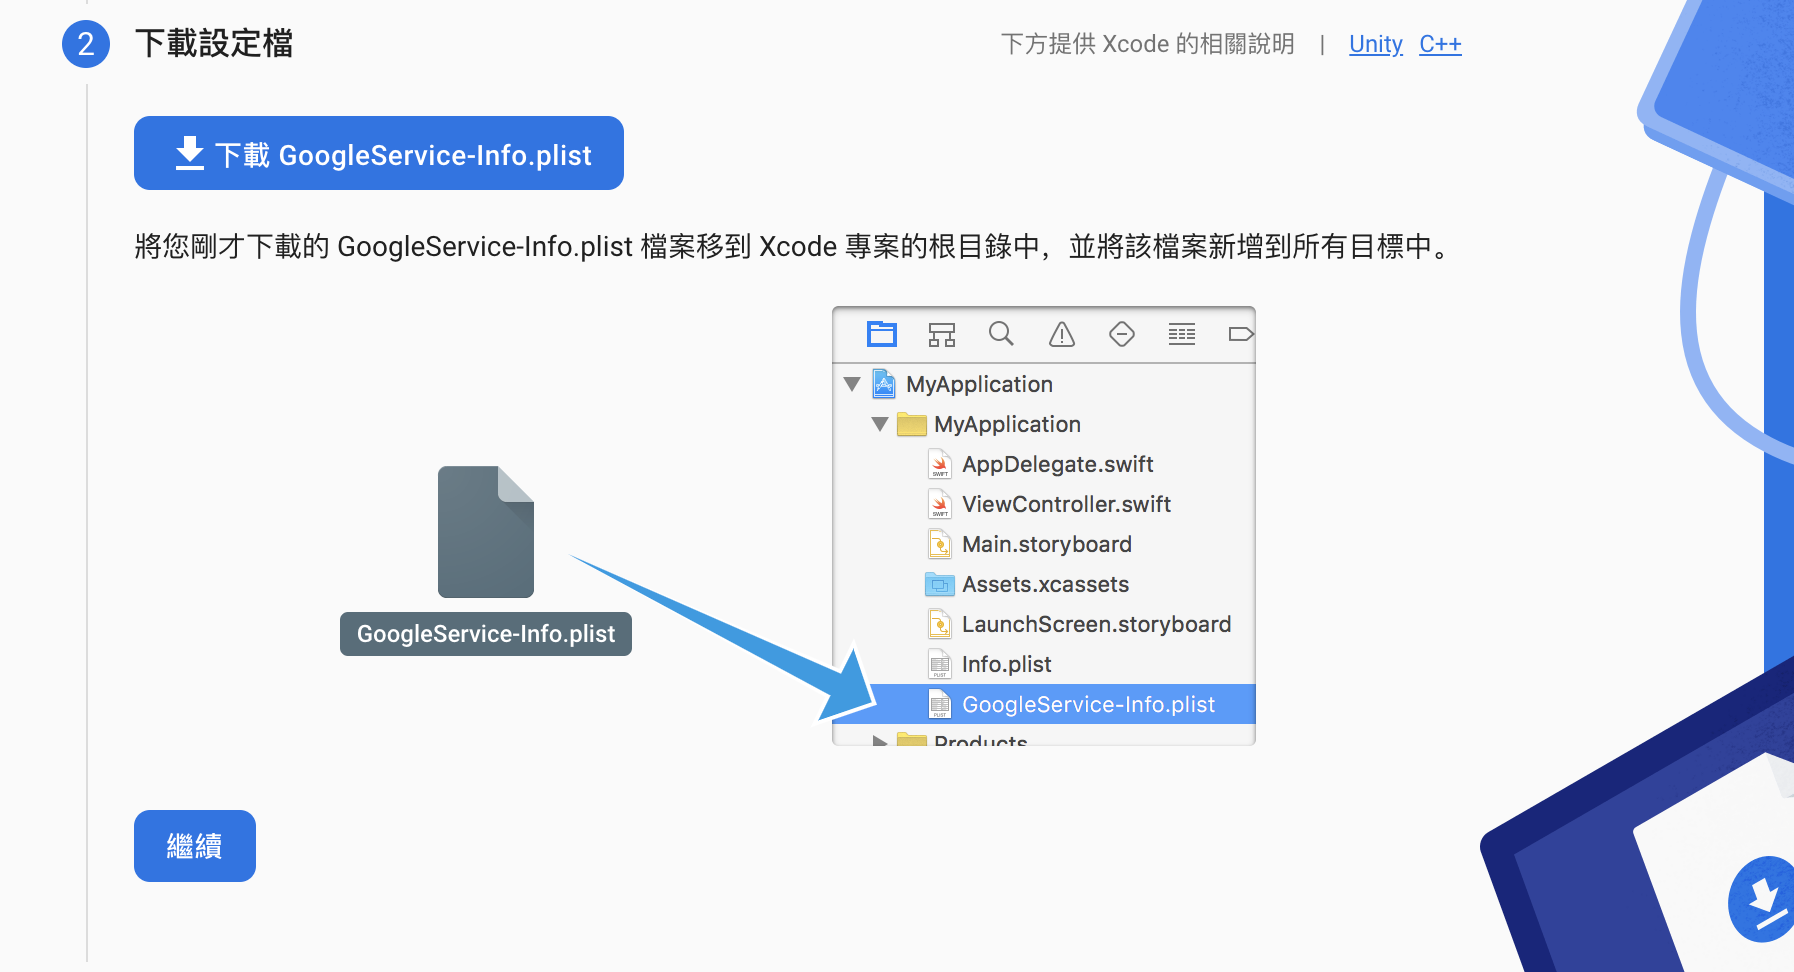 2
下載設定檔
下方提供 Xcode 的相關說明 | Unity C++
下載 GoogleService-Info.plist
將您剛才下載的 GoogleService-Info.plist 檔案移到 Xcode 專案的根目錄中，並將該檔案新增到所有目標中。
MyApplication
MyApplication
SWIFT AppDelegate.swift
SWIFT ViewController.swift
Main.storyboard
Assets.xcassets
LaunchScreen.storyboard
PLIST Info.plist
PLIST GoogleService-Info.plist
Products
GoogleService-Info.plist
繼續